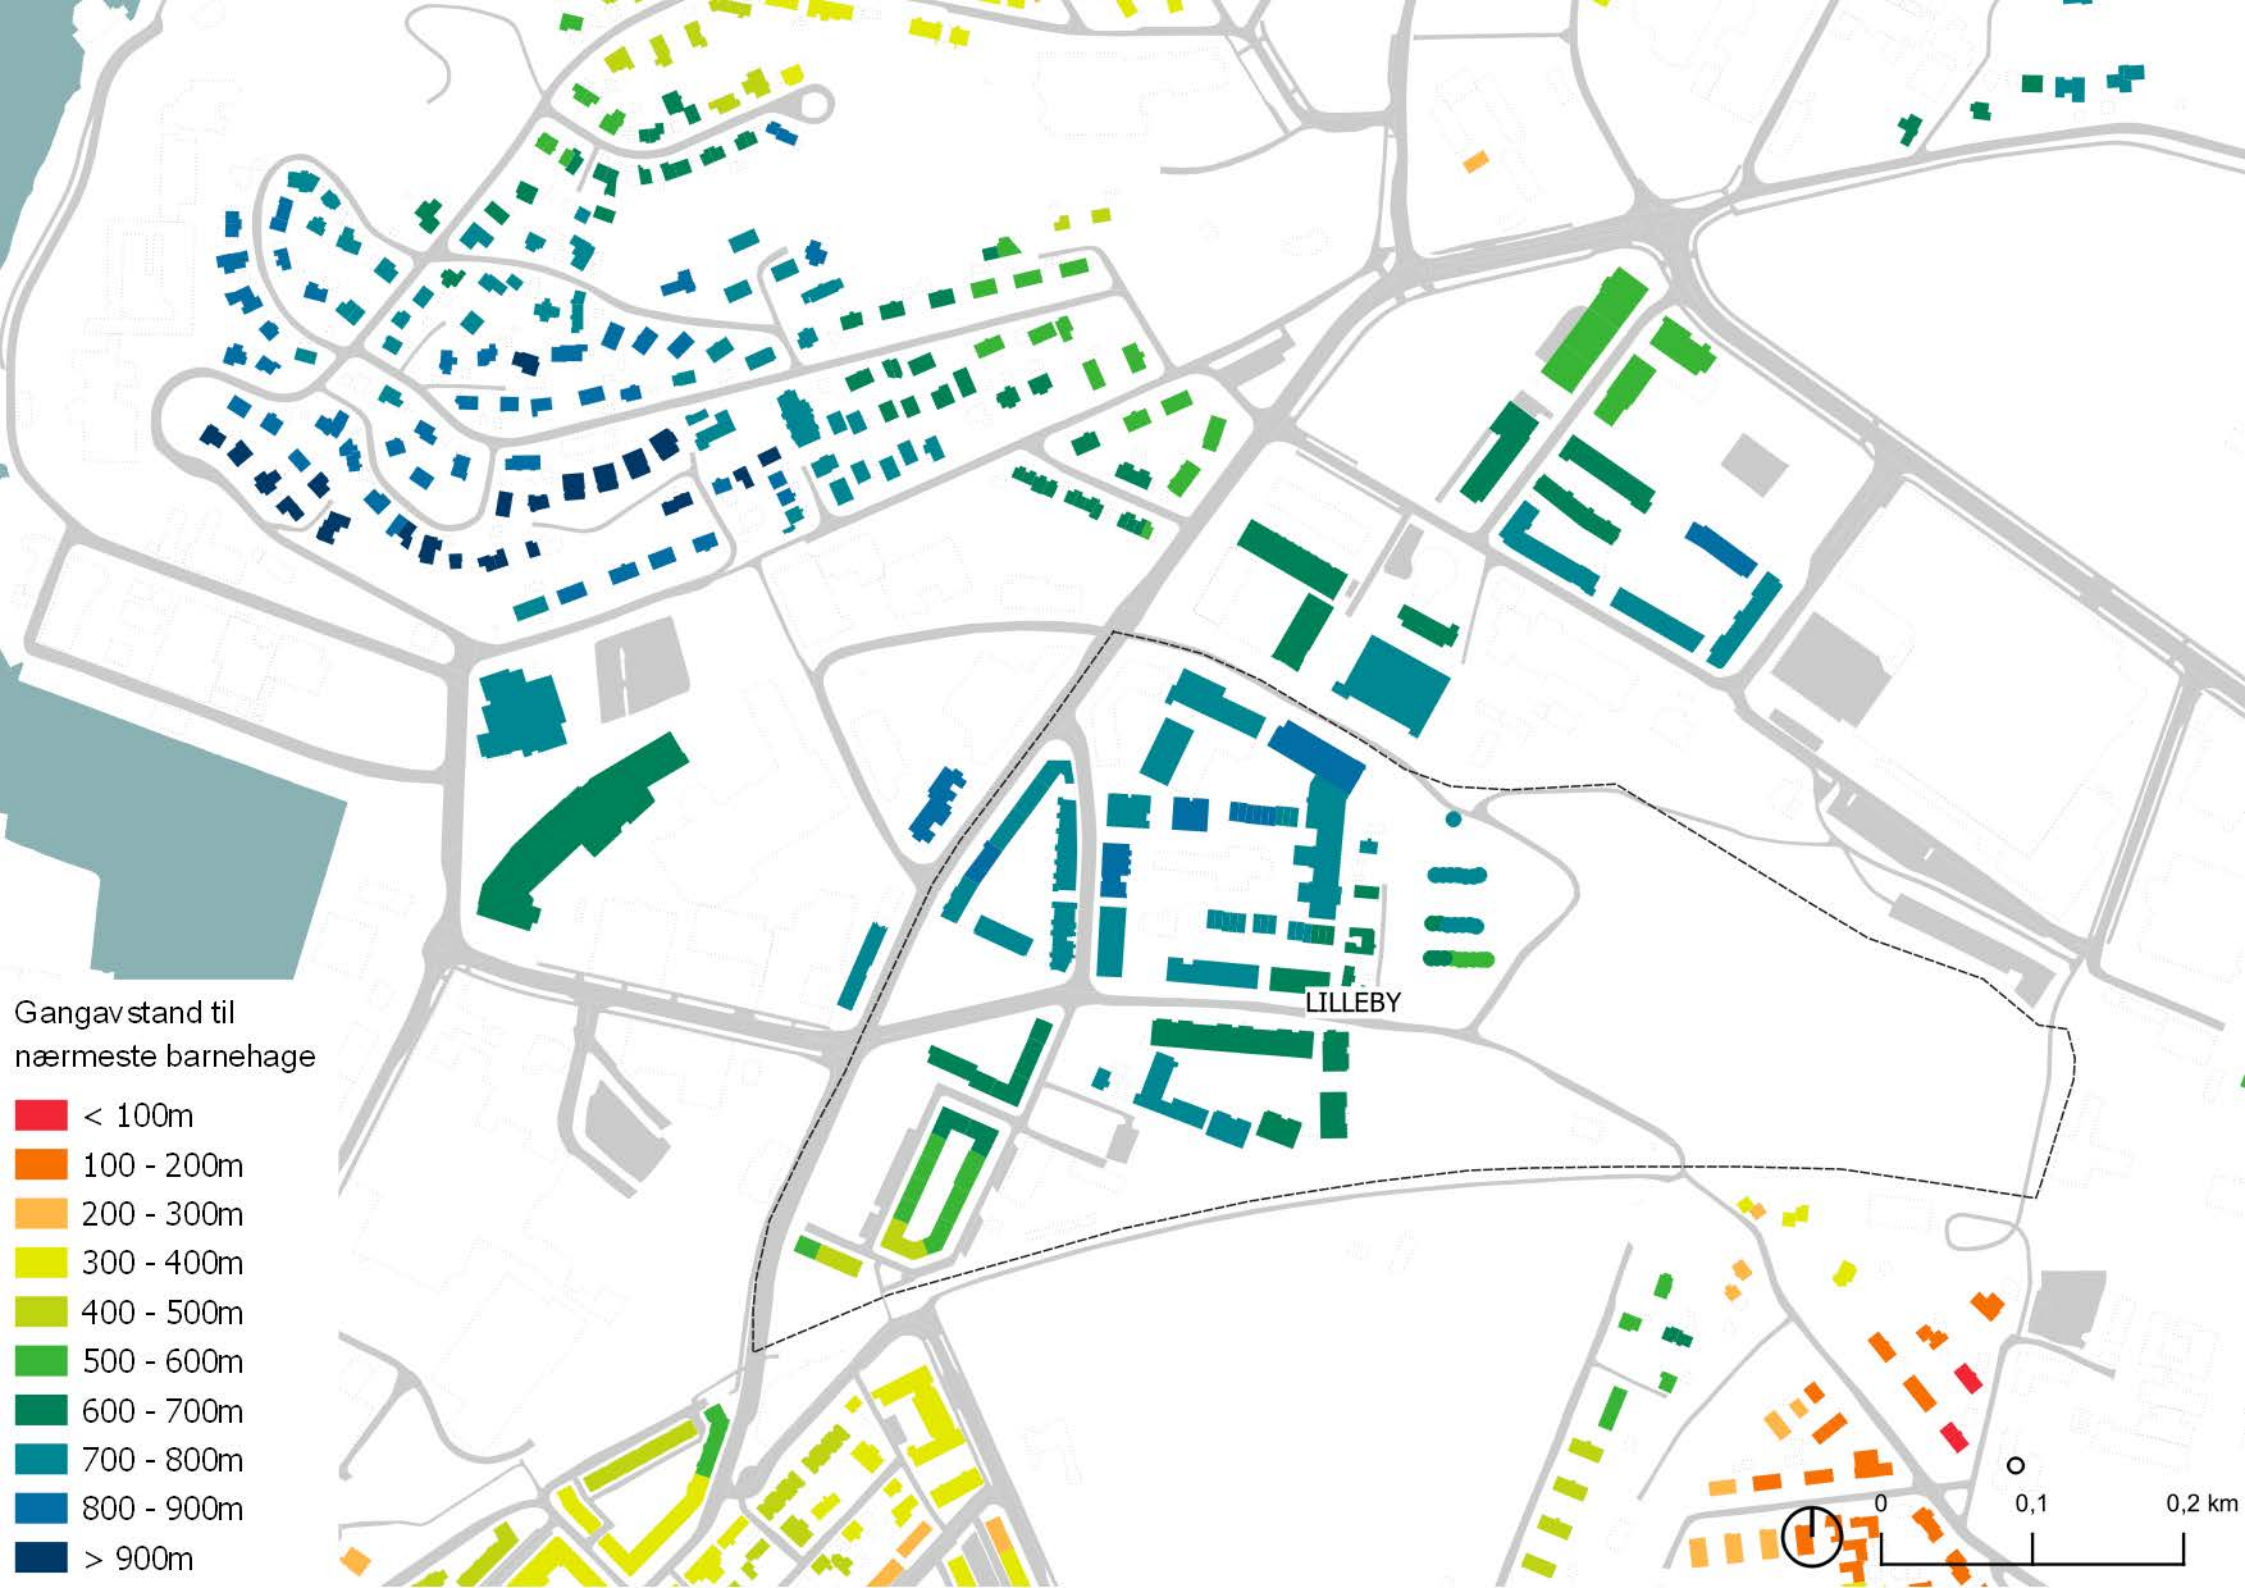 LILLEBY
Gangavstand til
nærmeste barnehage
< 100m
100 - 200m
200 - 300m
300 - 400m
400 - 500m
500 - 600m
600 - 700m
700 - 800m
800 - 900m
> 900m
0 0,1 0,2 km